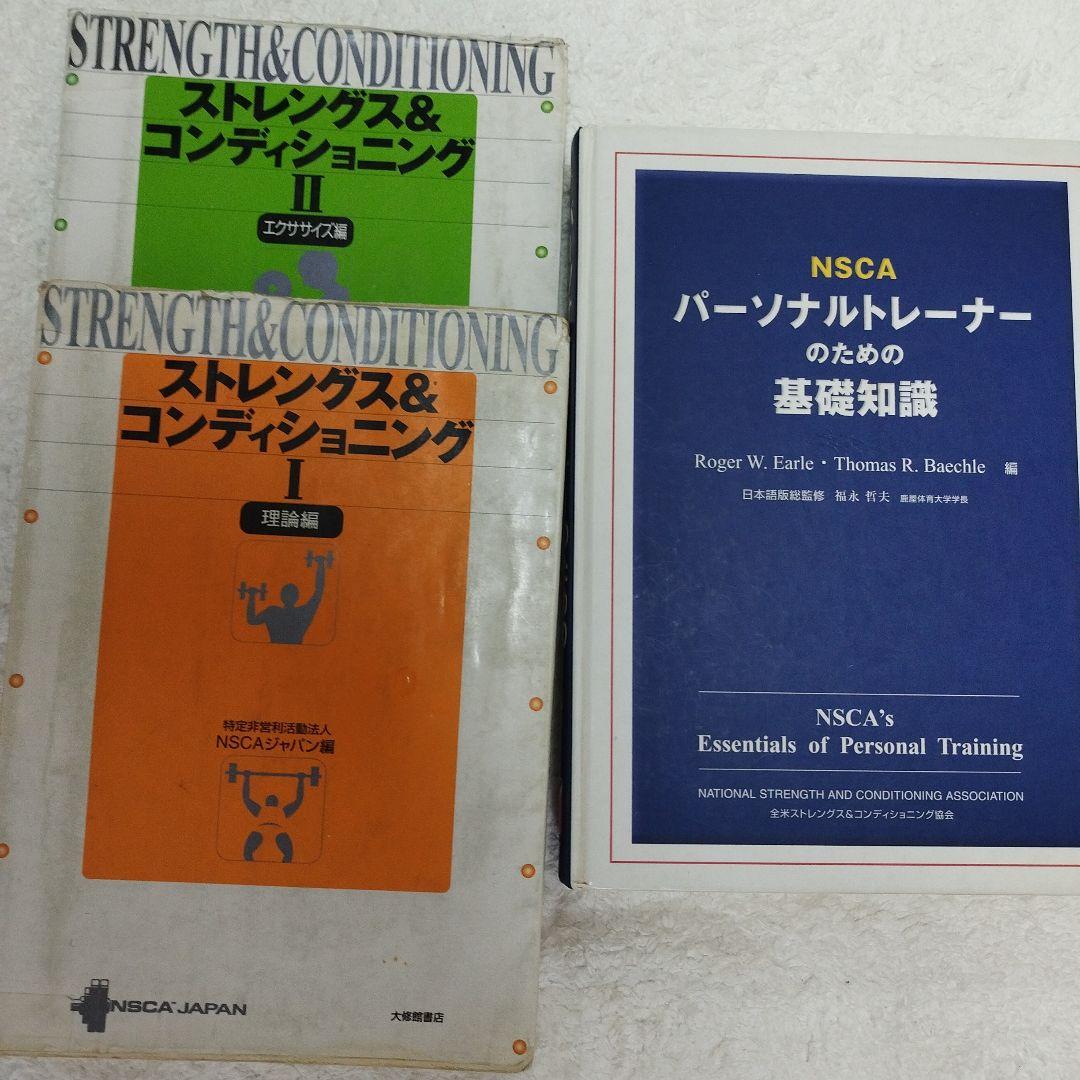 STRENGTH&CONDITIONING
ストレングス&
コンディショニング
II
エクササイズ編
STRENGTH&CONDITIONING
ストレングス&
コンディショニング
I
理論編
特定非営利活動法人
NSCAジャパン編
NSCA™ JAPAN
大修館書店
NSCA
パーソナルトレーナー
のための
基礎知識
Roger W. Earle・Thomas R. Baechle 編
日本語版総監修 福永 哲夫 鹿屋体育大学学長
NSCA's
Essentials of Personal Training
NATIONAL STRENGTH AND CONDITIONING ASSOCIATION
全米ストレングス&コンディショニング協会